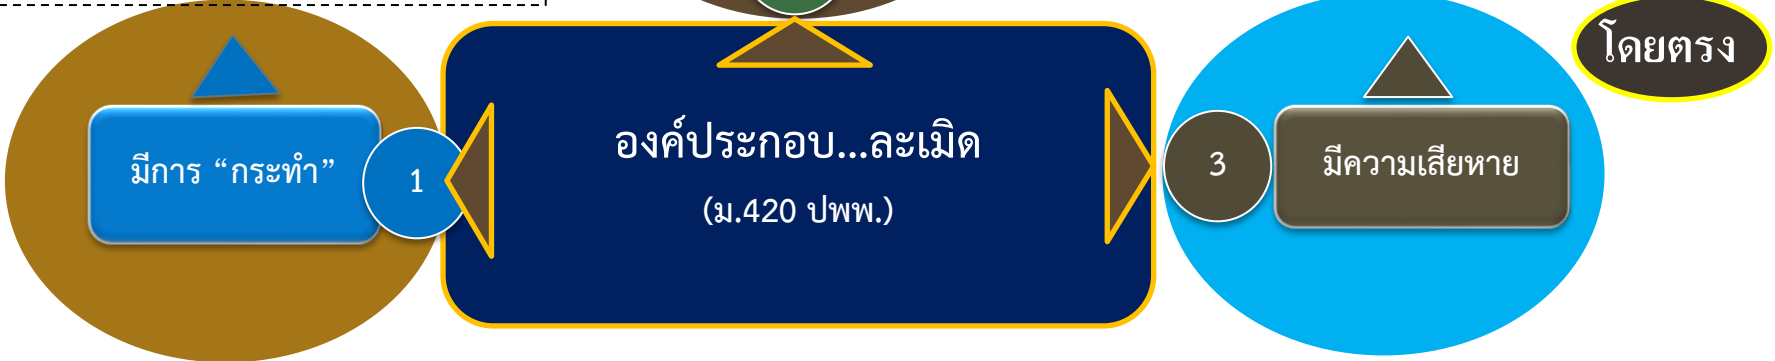 โดยตรง
องค์ประกอบ...ละเมิด
(ม.420 ปพพ.)
มีการ “กระทำ”
1
3
มีความเสียหาย